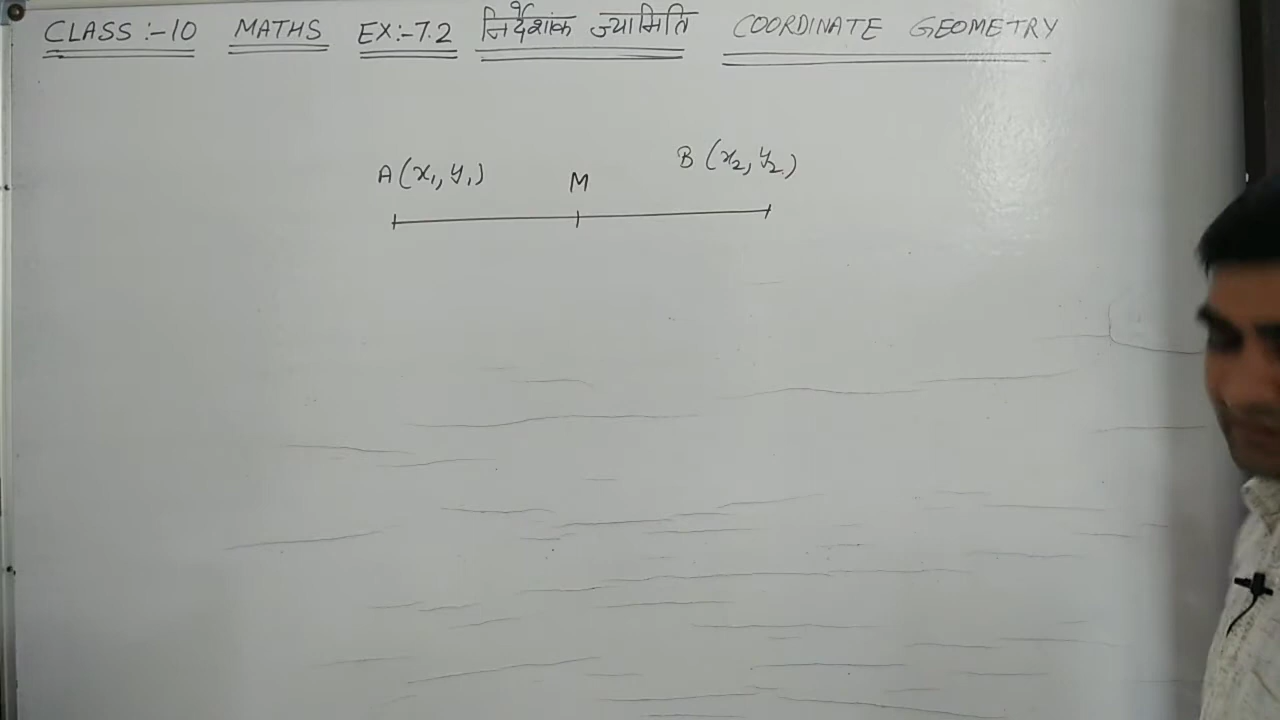 CLASS :- 10 MATHS EX:- 7.2 निर्देशांक ज्यामिति COORDINATE GEOMETRY
A (x₁, y₁) M B (x₂, y₂)